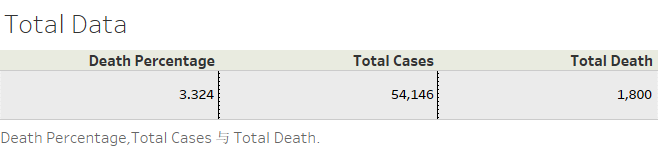 Total Data
Death Percentage Total Cases Total Death
3.324 54,146 1,800
Death Percentage,Total Cases 与 Total Death.